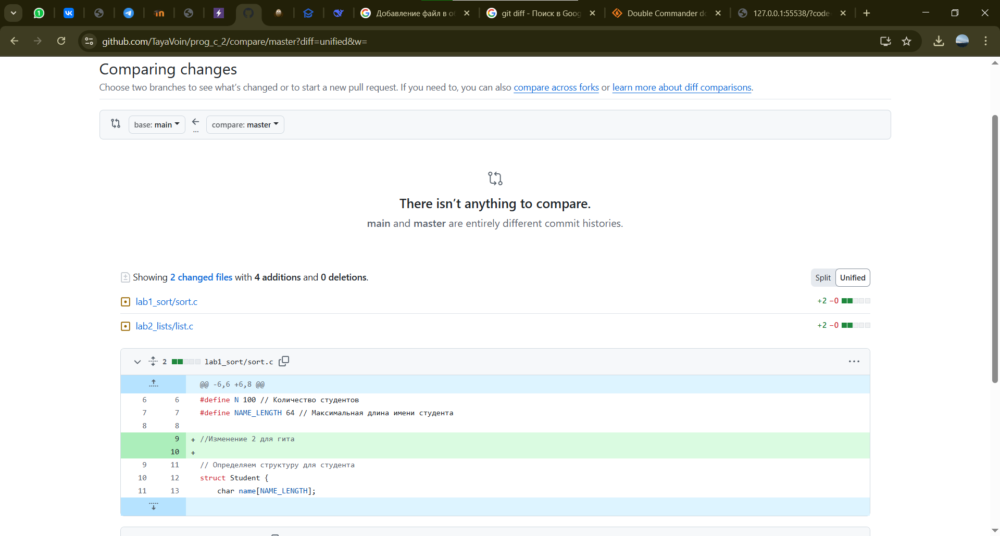 1
VK
Добавление файл в о
git diff - Поиск в Goog
Double Commander do
127.0.0.1:55538/?code=
github.com/TayaVoin/prog_c_2/compare/master?diff=unified&w=
Comparing changes
Choose two branches to see what's changed or to start a new pull request. If you need to, you can also compare across forks or learn more about diff comparisons.
base: main
...
compare: master
There isn't anything to compare.
main and master are entirely different commit histories.
Showing 2 changed files with 4 additions and 0 deletions.
Split Unified
lab1_sort/sort.c
+2 −0
lab2_lists/list.c
+2 −0
2 lab1_sort/sort.c
@@ -6,6 +6,8 @@
6 6 #define N 100 // Количество студентов
7 7 #define NAME_LENGTH 64 // Максимальная длина имени студента
8 8
9 + //Изменение 2 для гита
10 +
9 11 // Определяем структуру для студента
10 12 struct Student {
11 13 char name[NAME_LENGTH];